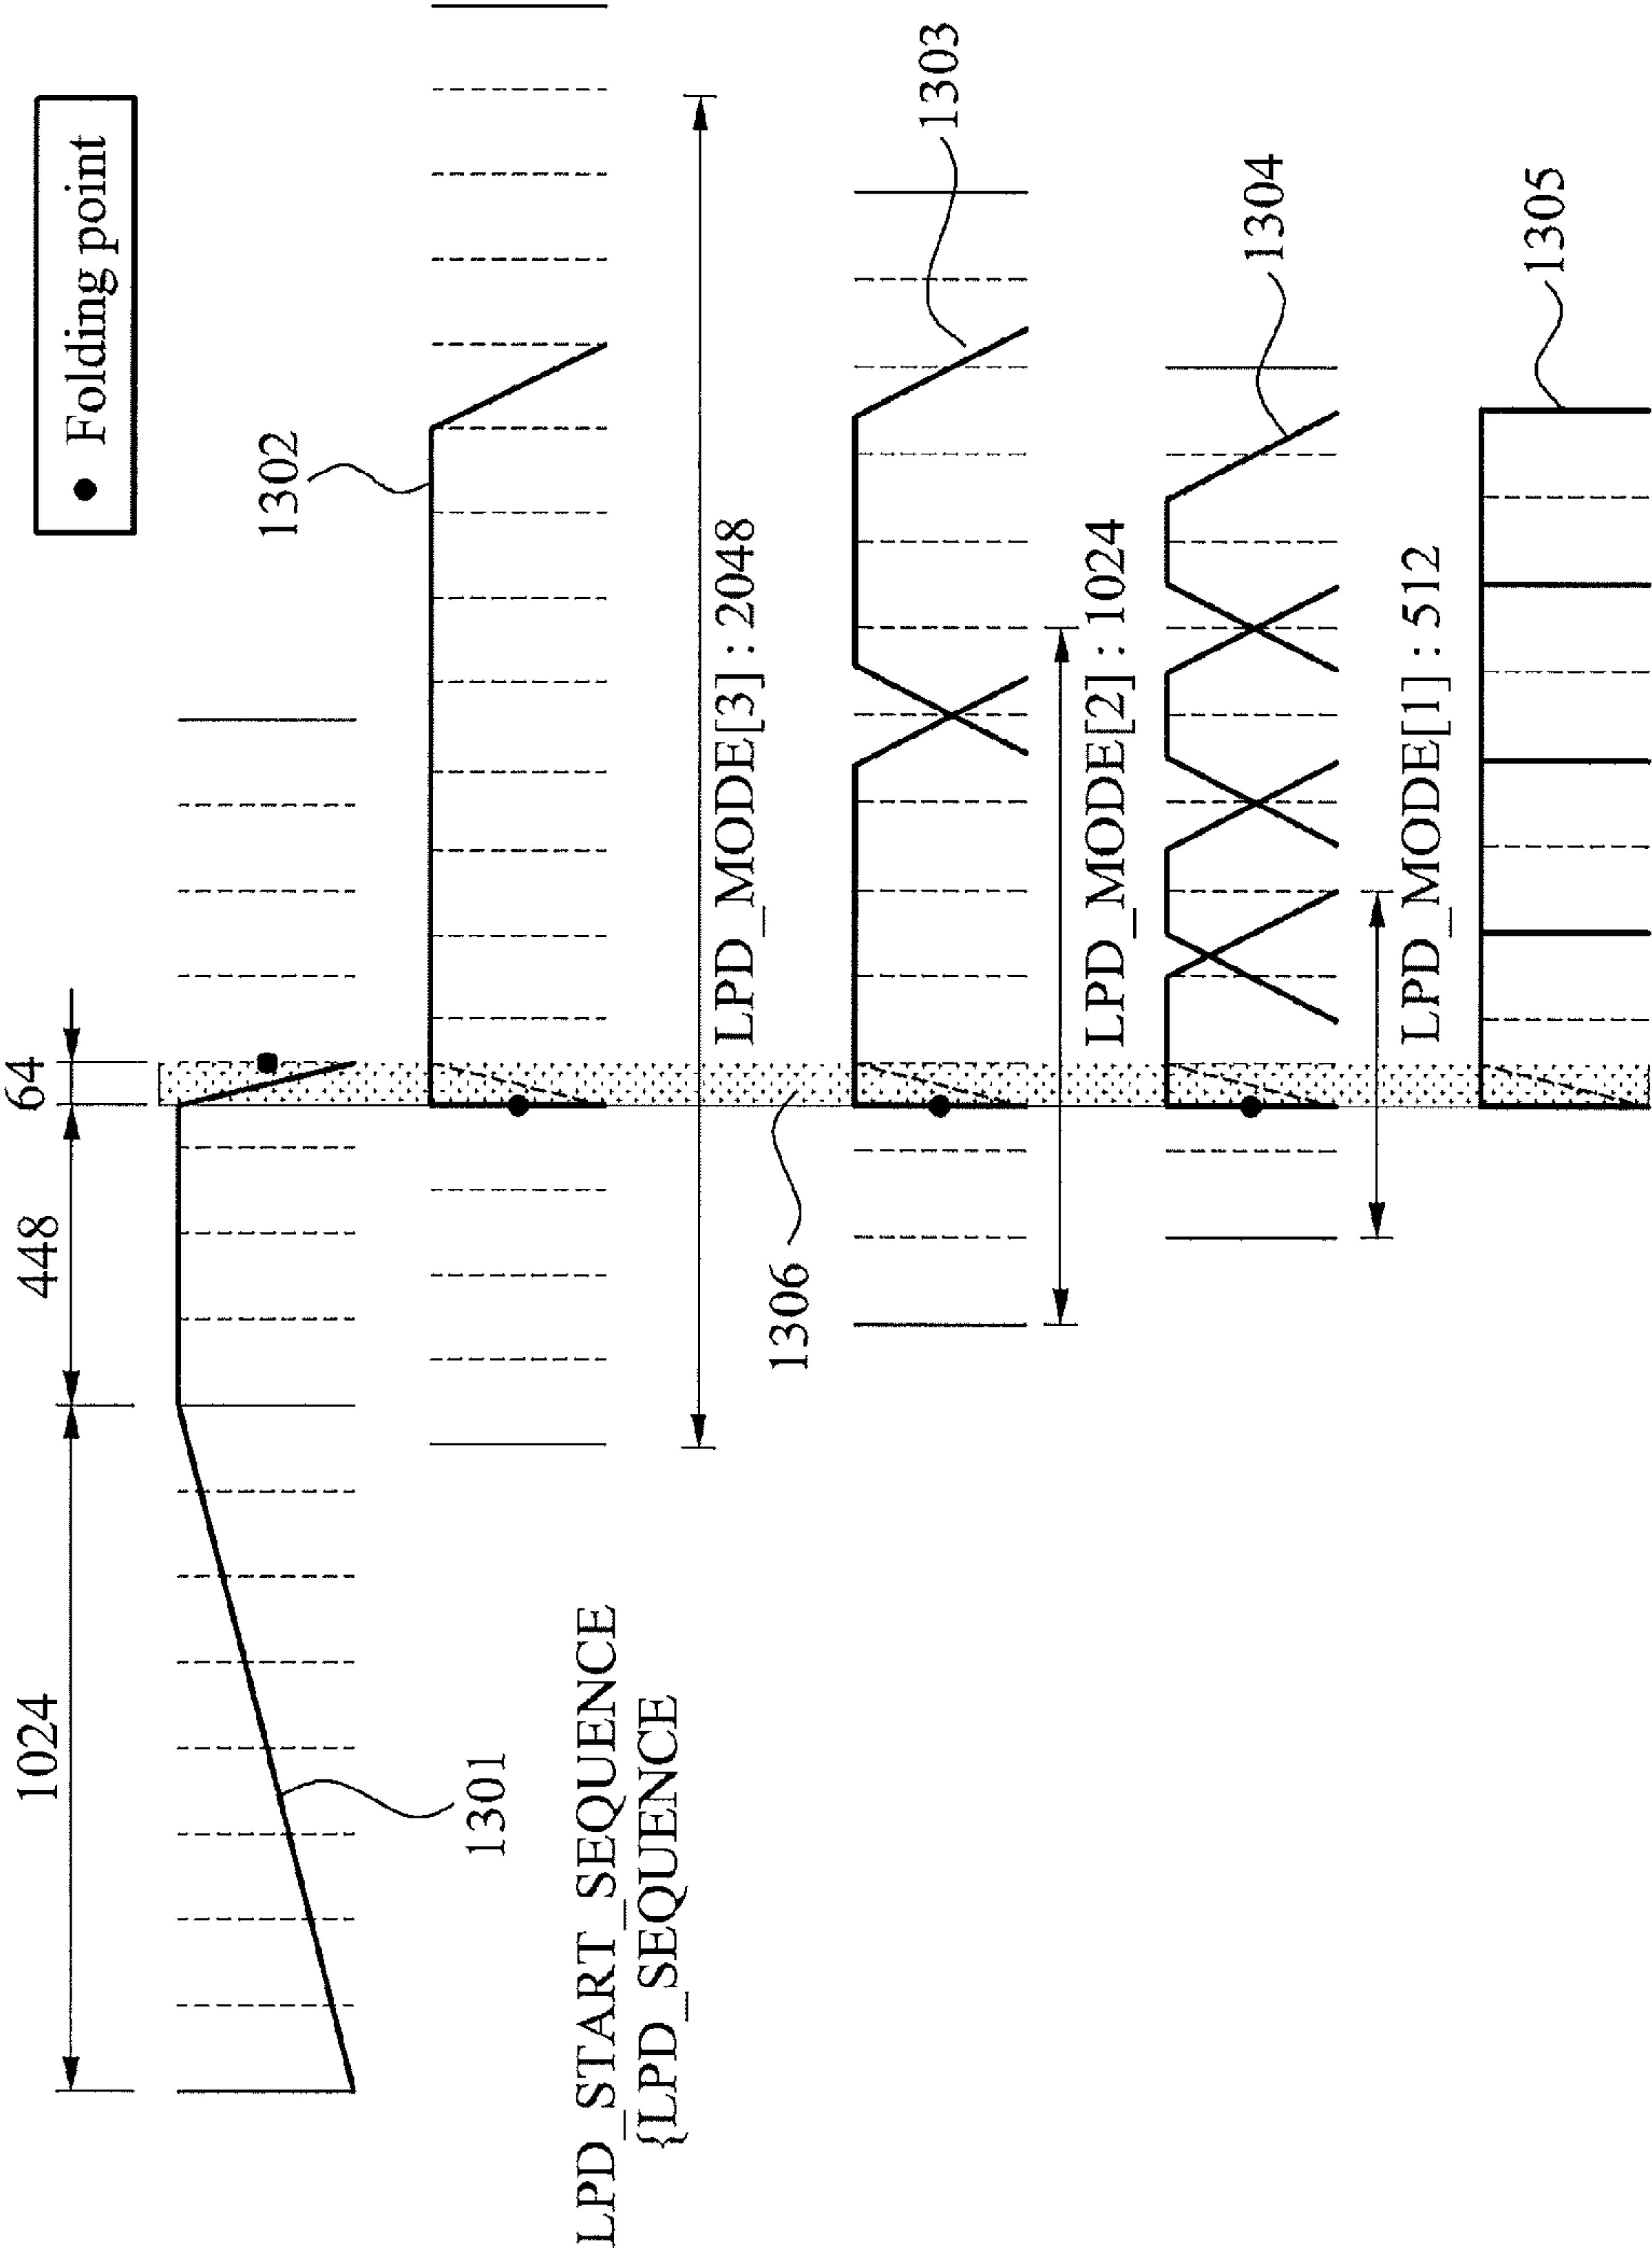 • Folding point
1024
448
64
1301
1302
LPD_START_SEQUENCE
{LPD_SEQUENCE
LPD_MODE[3] : 2048
1306
1303
LPD_MODE[2] : 1024
1304
LPD_MODE[1] : 512
1305